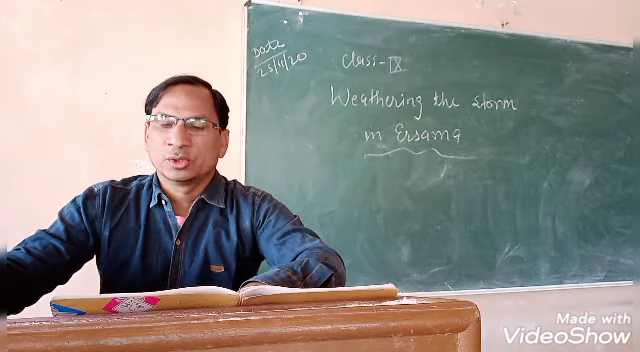 Date
25/11/20
Class - IX
Weathering the storm
in Ersama
Made with
VideoShow